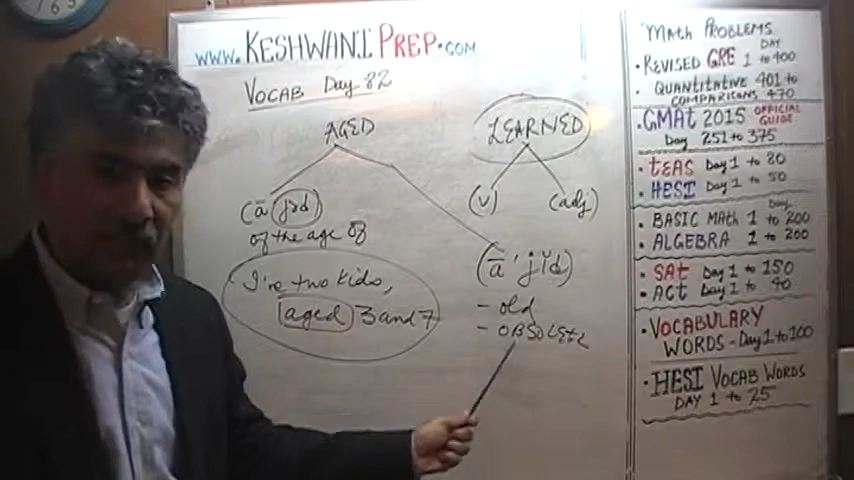 WWW.KESHWANIPREP.COM
VOCAB Day 82
AGED
LEARNED
(ā jrd)
(v)
(adj)
of the age of
(ā' jĭd)
I've two kids,
aged 3 and 7
- old
- OBSOLETE
MATH PROBLEMS
• REVISED GRE DAY 1 to 400
• QUANTITATIVE 401 to
COMPARISONS 470
• GMAT 2015 OFFICIAL GUIDE
Day 251 to 375
• TEAS Day 1 to 80
• HESI Day 1 to 50
Day
• BASIC MATH 1 to 200
• ALGEBRA 1 to 200
• SAT Day 1 to 150
• ACT Day 1 to 40
• VOCABULARY
WORDS - Day 1 to 100
• HESI VOCAB WORDS
DAY 1 to 25